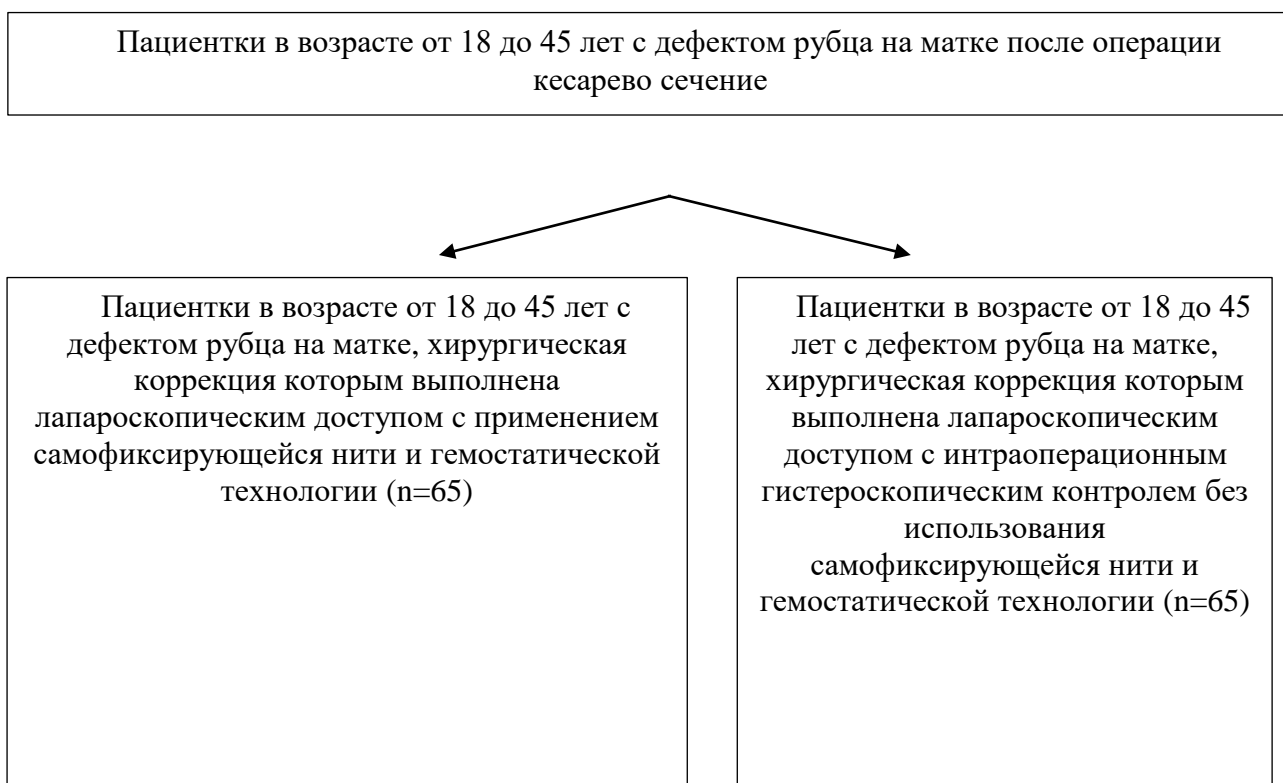 Пациентки в возрасте от 18 до 45 лет с дефектом рубца на матке после операции
кесарево сечение
Пациентки в возрасте от 18 до 45 лет с
дефектом рубца на матке, хирургическая
коррекция которым выполнена
лапароскопическим доступом с применением
самофиксирующейся нити и гемостатической
технологии (n=65)
Пациентки в возрасте от 18 до 45
лет с дефектом рубца на матке,
хирургическая коррекция которым
выполнена лапароскопическим
доступом с интраоперационным
гистероскопическим контролем без
использования
самофиксирующейся нити и
гемостатической технологии (n=65)